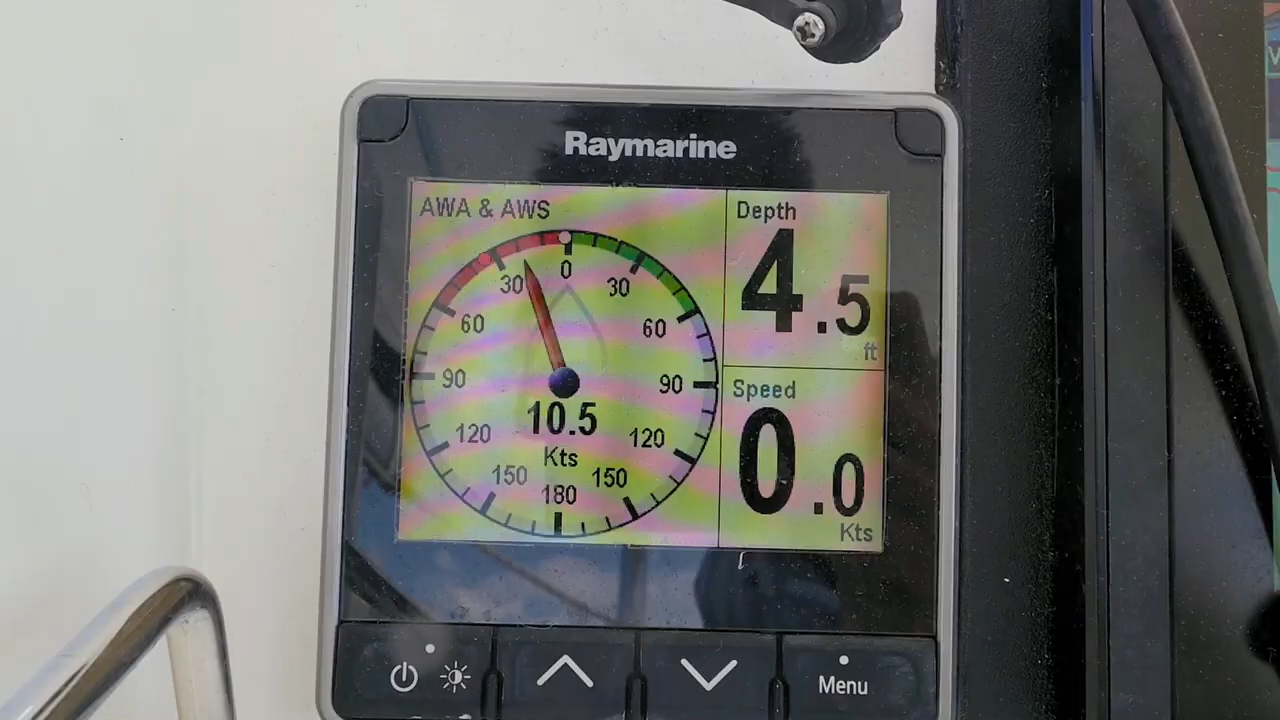 Raymarine
AWA & AWS
0
30
30
60
60
90
90
120
120
150
150
180
10.5
Kts
Depth
4.5
ft
Speed
0.0
Kts
Menu